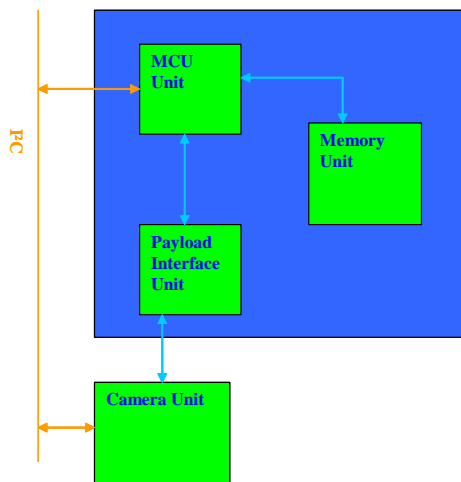 MCU
Unit
I²C
Memory
Unit
Payload
Interface
Unit
Camera Unit